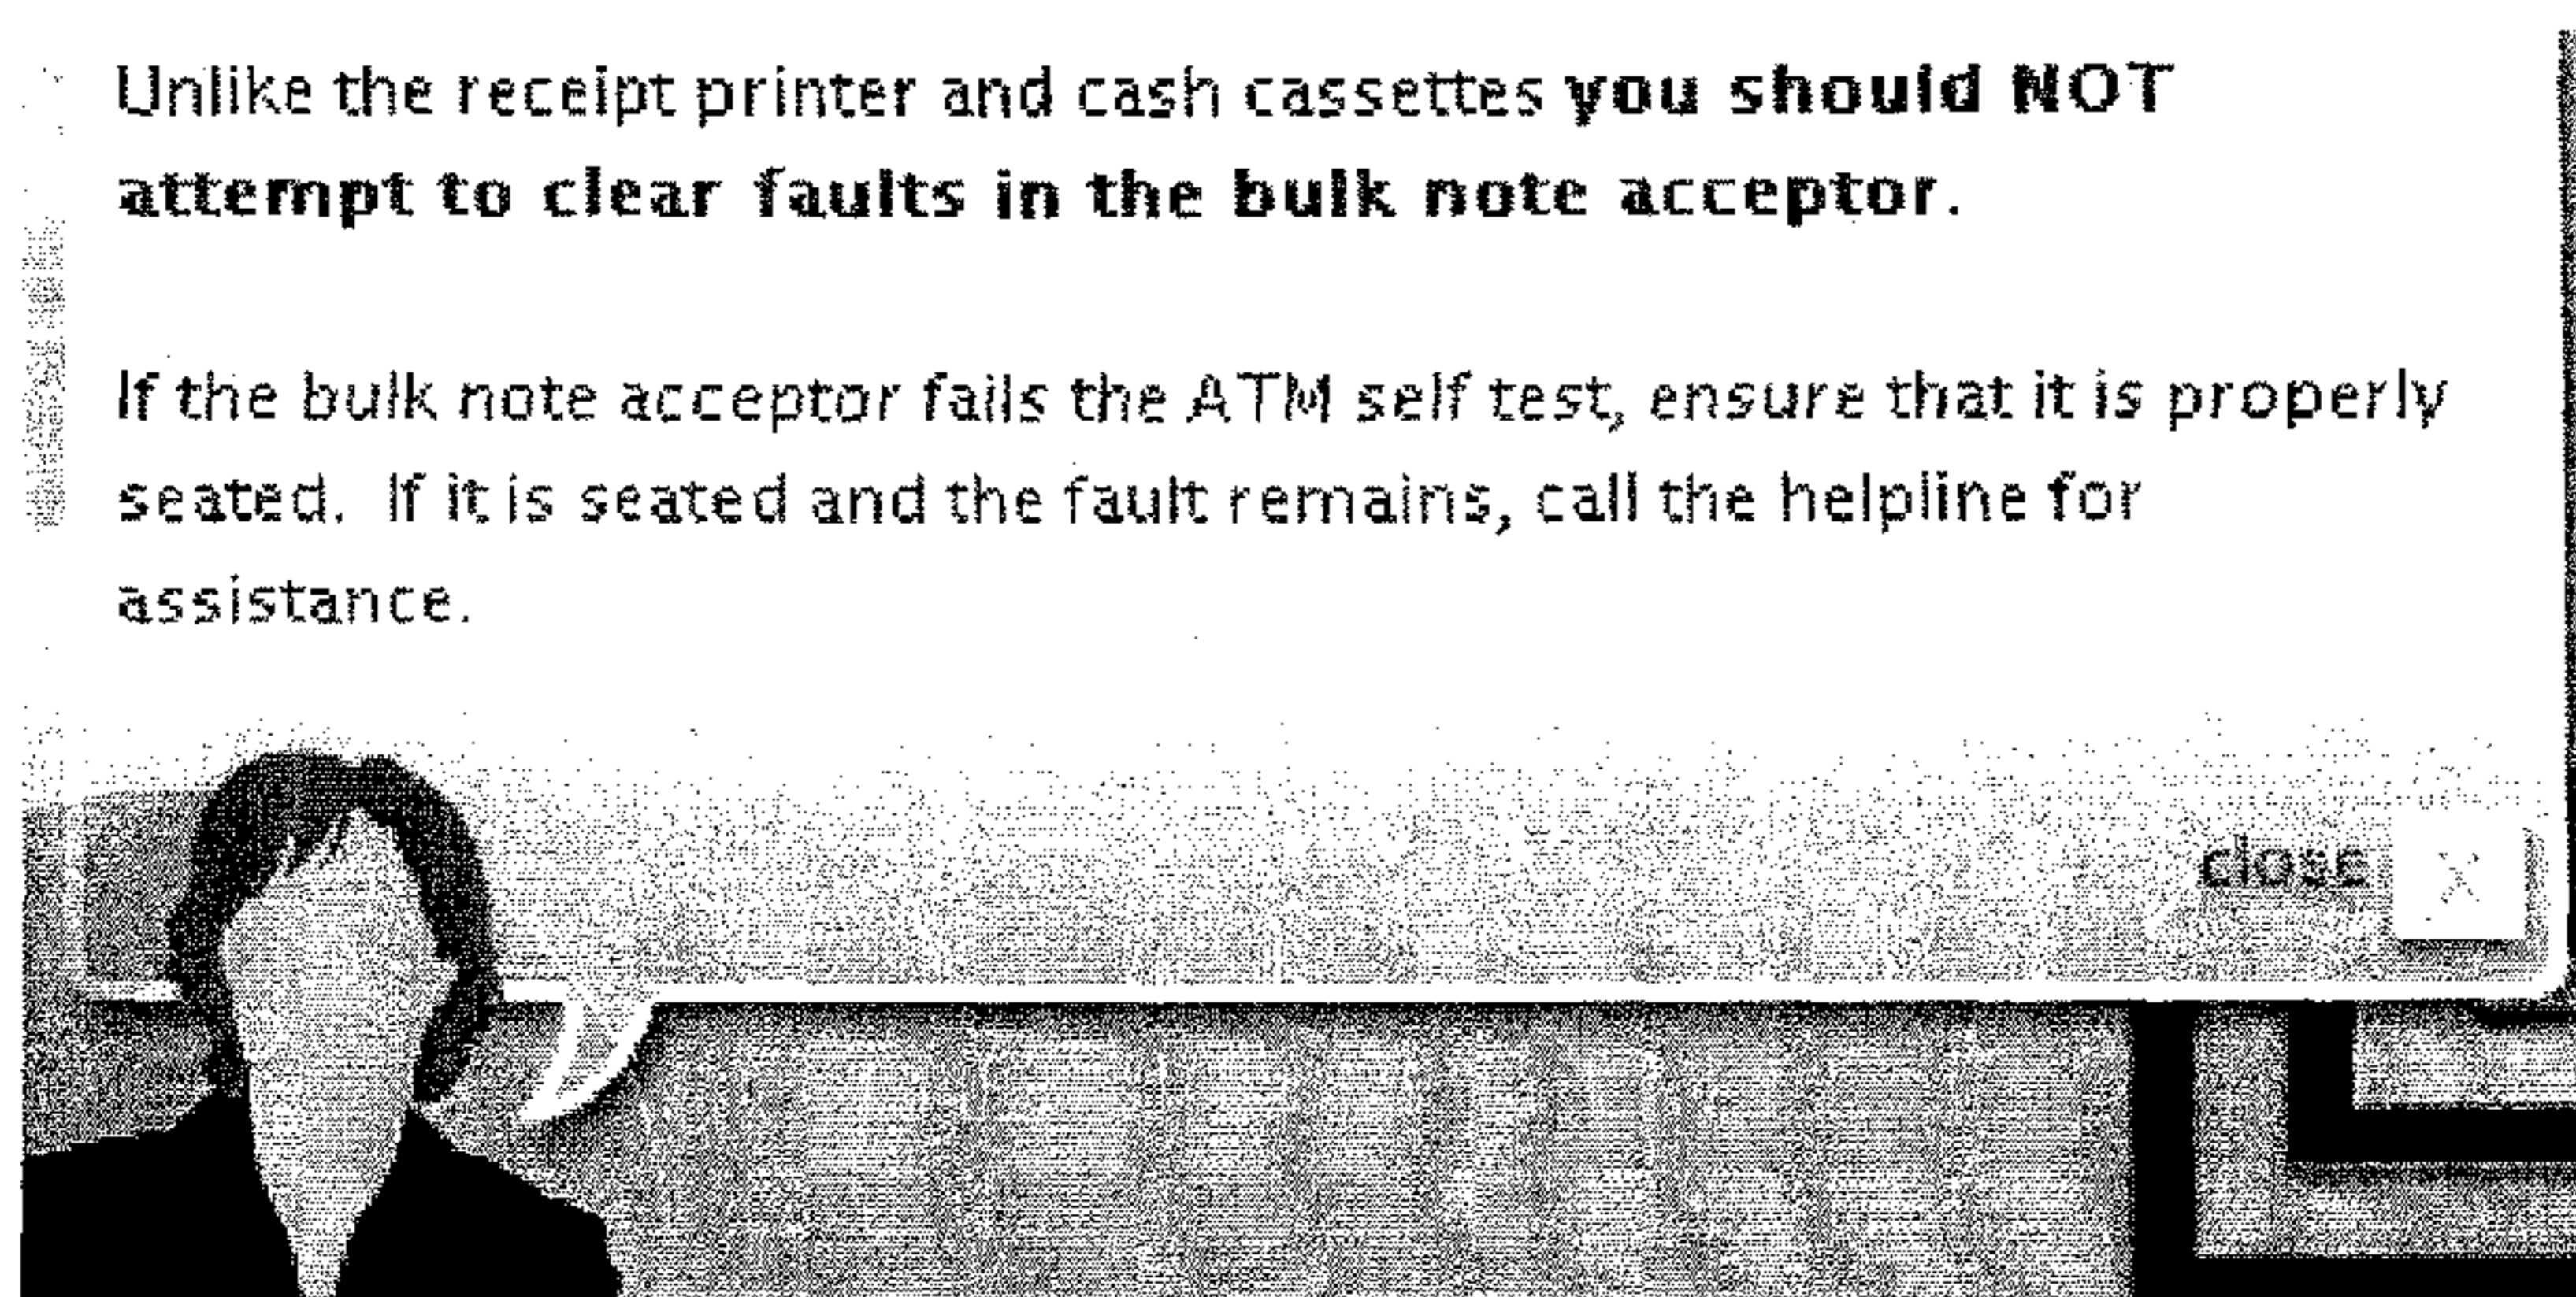 Unlike the receipt printer and cash cassettes you should NOT
attempt to clear faults in the bulk note acceptor.
If the bulk note acceptor fails the ATM self test, ensure that it is properly
seated.  If it is seated and the fault remains, call the helpline for
assistance.
close X